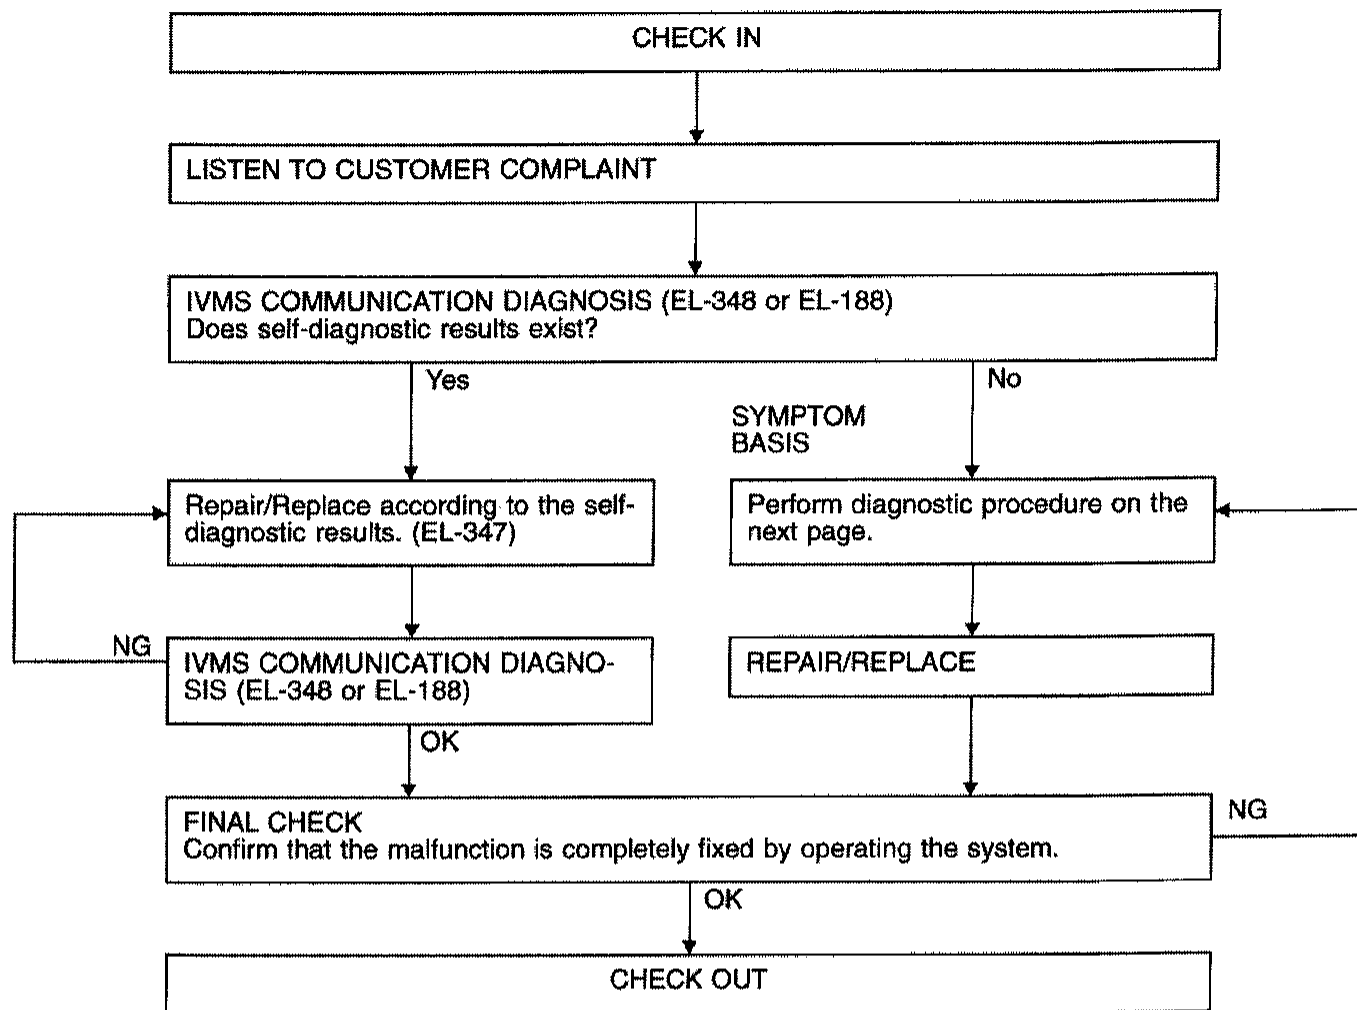 CHECK IN
LISTEN TO CUSTOMER COMPLAINT
IVMS COMMUNICATION DIAGNOSIS (EL-348 or EL-188)
Does self-diagnostic results exist?
Yes
No
SYMPTOM
BASIS
Repair/Replace according to the self-
diagnostic results. (EL-347)
Perform diagnostic procedure on the
next page.
NG
IVMS COMMUNICATION DIAGNO-
SIS (EL-348 or EL-188)
REPAIR/REPLACE
OK
FINAL CHECK
Confirm that the malfunction is completely fixed by operating the system.
NG
OK
CHECK OUT